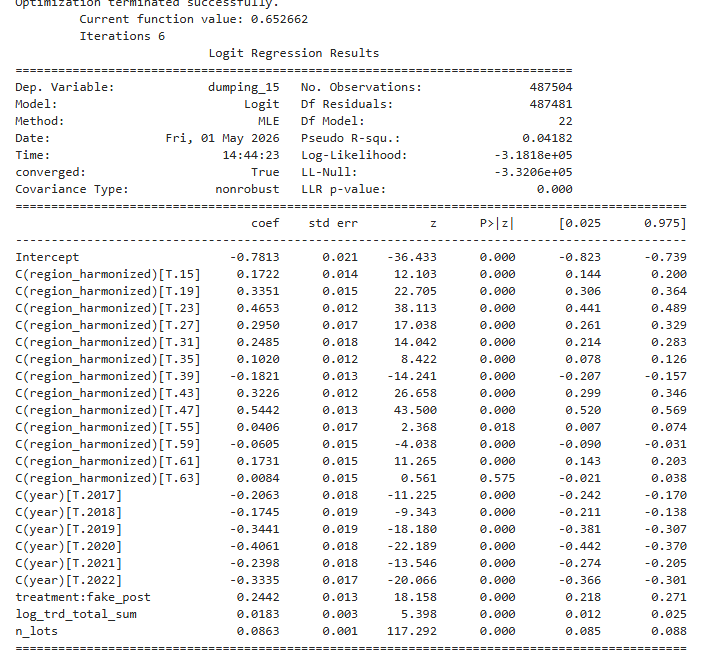 Optimization terminated successfully.
Current function value: 0.652662
Iterations 6
Logit Regression Results
==============================================================================
Dep. Variable: dumping_15 No. Observations: 487504
Model: Logit Df Residuals: 487481
Method: MLE Df Model: 22
Date: Fri, 01 May 2026 Pseudo R-squ.: 0.04182
Time: 14:44:23 Log-Likelihood: -3.1818e+05
converged: True LL-Null: -3.3206e+05
Covariance Type: nonrobust LLR p-value: 0.000
==============================================================================================
coef std err z P>|z| [0.025 0.975]
----------------------------------------------------------------------------------------------
Intercept -0.7813 0.021 -36.433 0.000 -0.823 -0.739
C(region_harmonized)[T.15] 0.1722 0.014 12.103 0.000 0.144 0.200
C(region_harmonized)[T.19] 0.3351 0.015 22.705 0.000 0.306 0.364
C(region_harmonized)[T.23] 0.4653 0.012 38.113 0.000 0.441 0.489
C(region_harmonized)[T.27] 0.2950 0.017 17.038 0.000 0.261 0.329
C(region_harmonized)[T.31] 0.2485 0.018 14.042 0.000 0.214 0.283
C(region_harmonized)[T.35] 0.1020 0.012 8.422 0.000 0.078 0.126
C(region_harmonized)[T.39] -0.1821 0.013 -14.241 0.000 -0.207 -0.157
C(region_harmonized)[T.43] 0.3226 0.012 26.658 0.000 0.299 0.346
C(region_harmonized)[T.47] 0.5442 0.013 43.500 0.000 0.520 0.569
C(region_harmonized)[T.55] 0.0406 0.017 2.368 0.018 0.007 0.074
C(region_harmonized)[T.59] -0.0605 0.015 -4.038 0.000 -0.090 -0.031
C(region_harmonized)[T.61] 0.1731 0.015 11.265 0.000 0.143 0.203
C(region_harmonized)[T.63] 0.0084 0.015 0.561 0.575 -0.021 0.038
C(year)[T.2017] -0.2063 0.018 -11.225 0.000 -0.242 -0.170
C(year)[T.2018] -0.1745 0.019 -9.343 0.000 -0.211 -0.138
C(year)[T.2019] -0.3441 0.019 -18.180 0.000 -0.381 -0.307
C(year)[T.2020] -0.4061 0.018 -22.189 0.000 -0.442 -0.370
C(year)[T.2021] -0.2398 0.018 -13.546 0.000 -0.274 -0.205
C(year)[T.2022] -0.3335 0.017 -20.066 0.000 -0.366 -0.301
treatment:fake_post 0.2442 0.013 18.158 0.000 0.218 0.271
log_trd_total_sum 0.0183 0.003 5.398 0.000 0.012 0.025
n_lots 0.0863 0.001 117.292 0.000 0.085 0.088
==============================================================================================